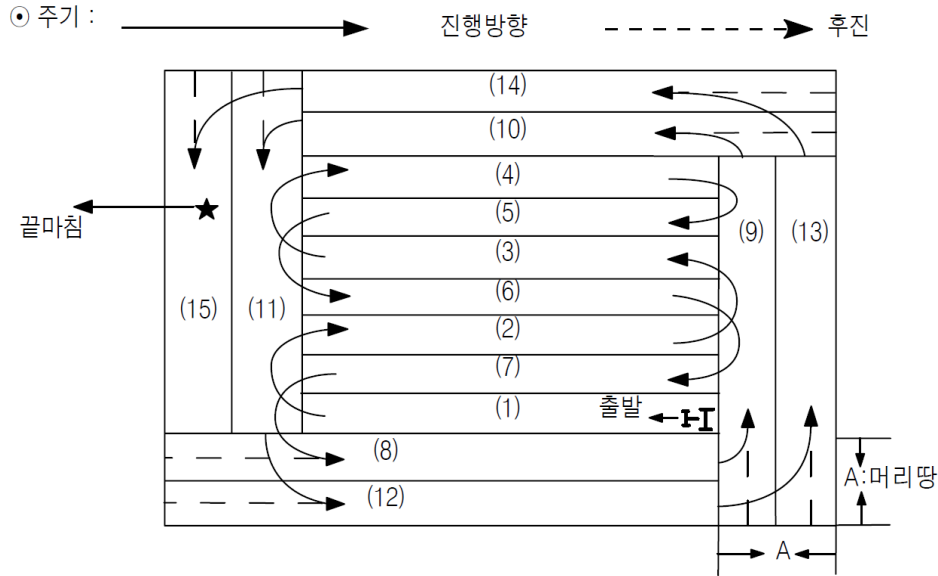 ⊙ 주기 : 진행방향 후진
(14)
(10)
(4)
(5)
(9) (13)
(3)
끝마침
(15) (11)
(6)
(2)
(7)
(1) 출발
(8)
A:머리땅
(12)
A